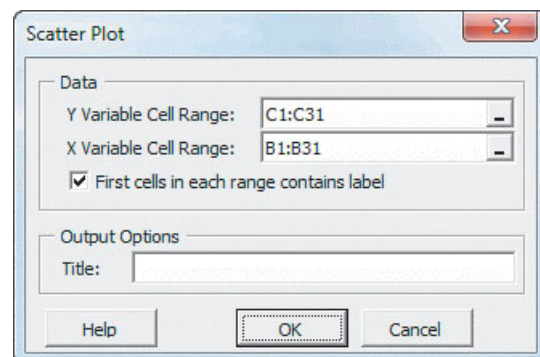 Scatter Plot
Data
Y Variable Cell Range: C1:C31
X Variable Cell Range: B1:B31
First cells in each range contains label
Output Options
Title:
Help OK Cancel